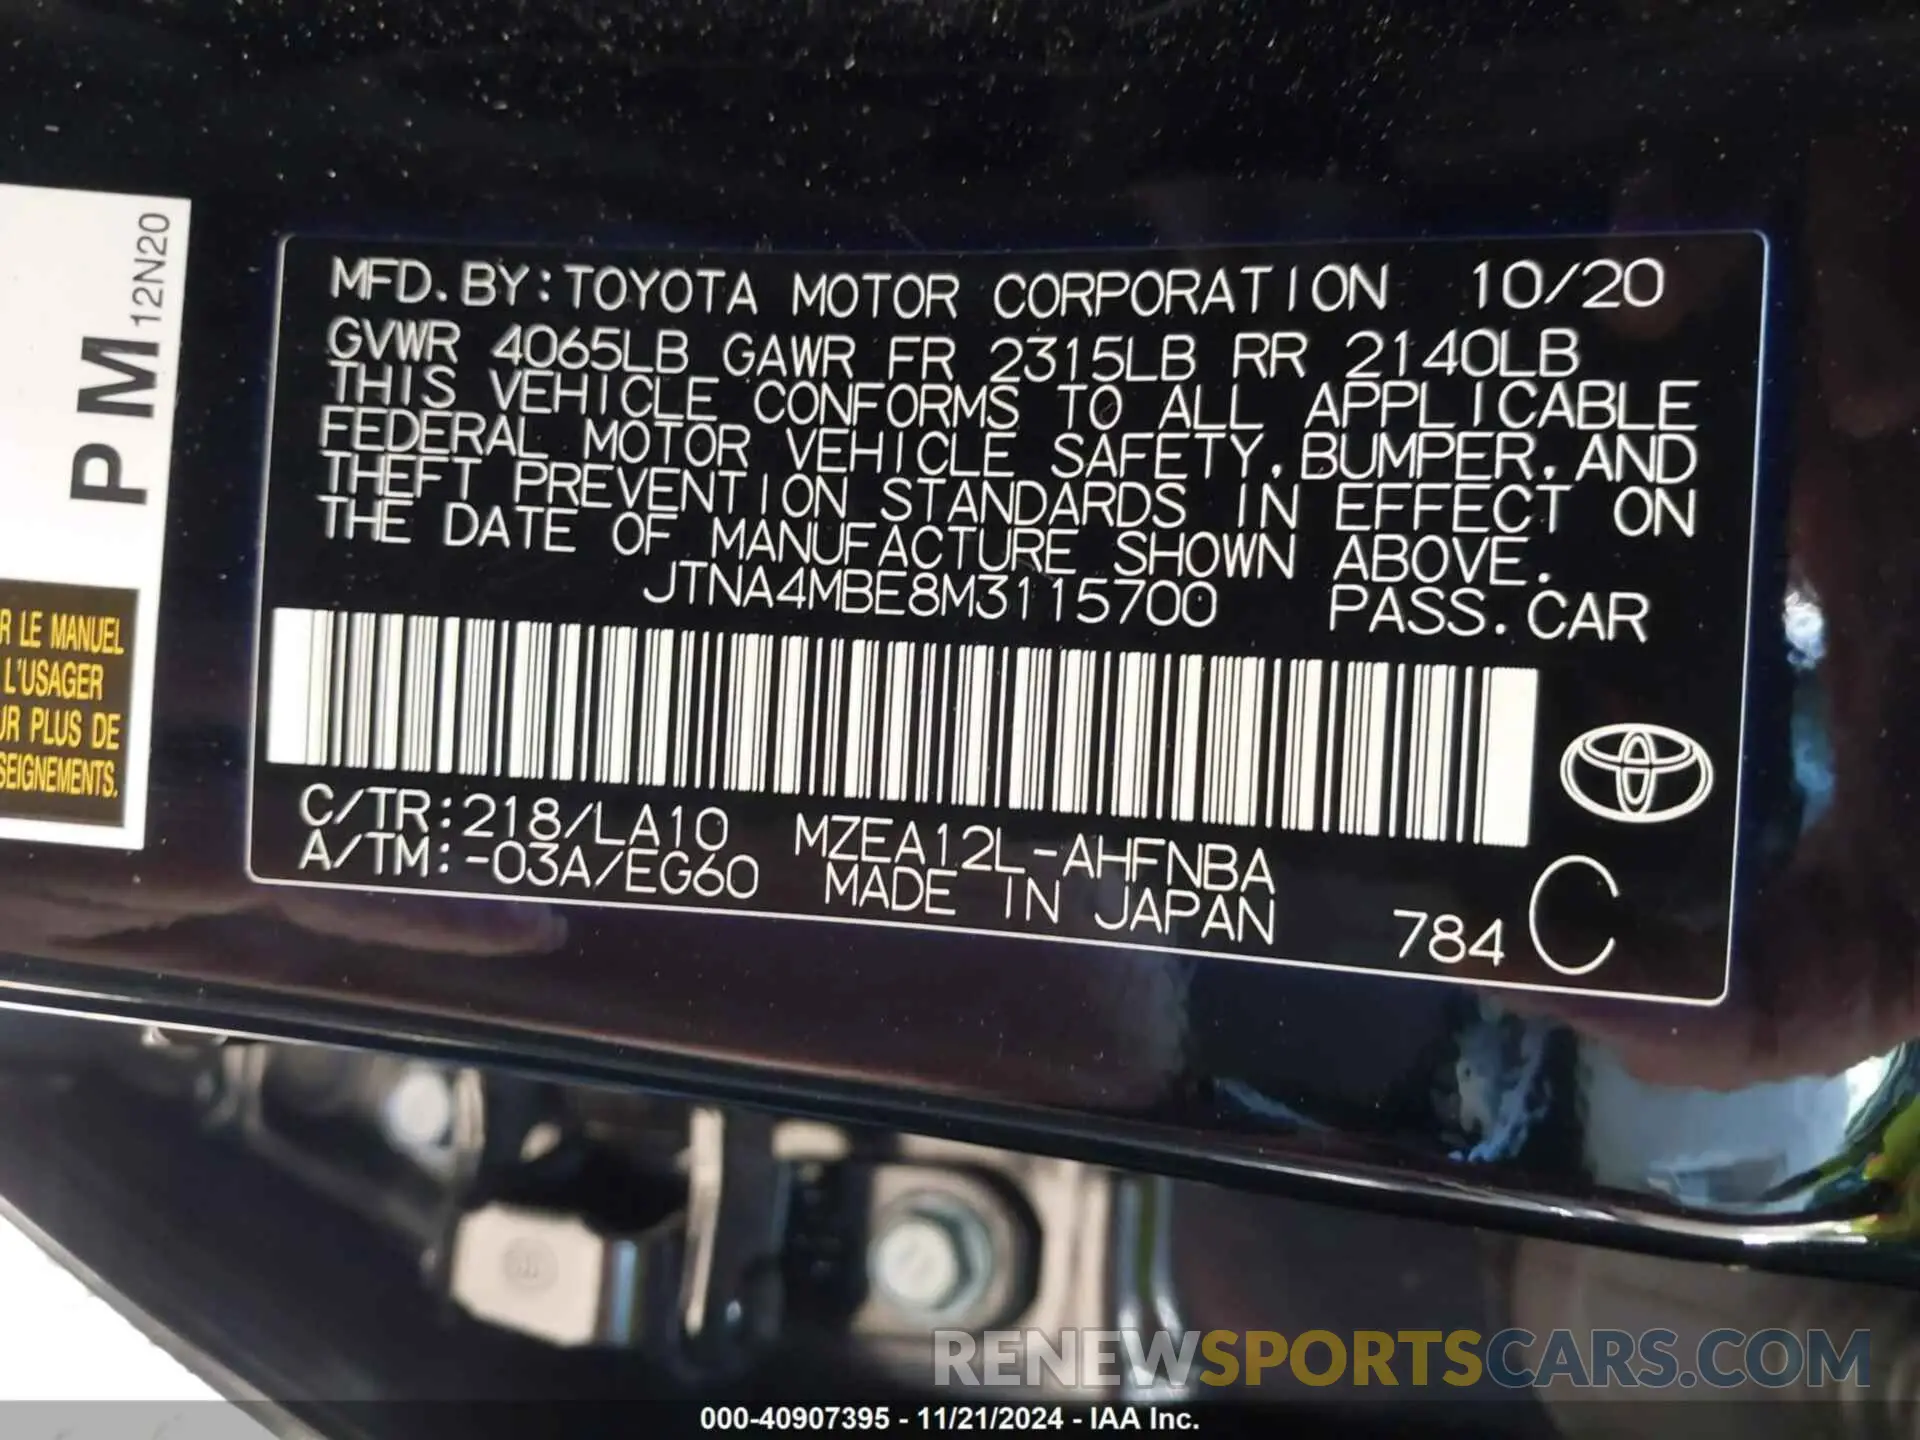 PM 12N20
R LE MANUEL
L'USAGER
UR PLUS DE
SEIGNEMENTS.
MFD. BY: TOYOTA MOTOR CORPORATION 10/20
GVWR 4065LB GAWR FR 2315LB RR 2140LB
THIS VEHICLE CONFORMS TO ALL APPLICABLE
FEDERAL MOTOR VEHICLE SAFETY, BUMPER, AND
THEFT PREVENTION STANDARDS IN EFFECT ON
THE DATE OF MANUFACTURE SHOWN ABOVE.
JTNA4MBE8M3115700 PASS. CAR
C/TR:218/LA10 MZEA12L-AHFNBA
A/TM:-03A/EG60 MADE IN JAPAN 784 C
RENEWSPORTSCARS.COM
000-40907395 - 11/21/2024 - IAA Inc.